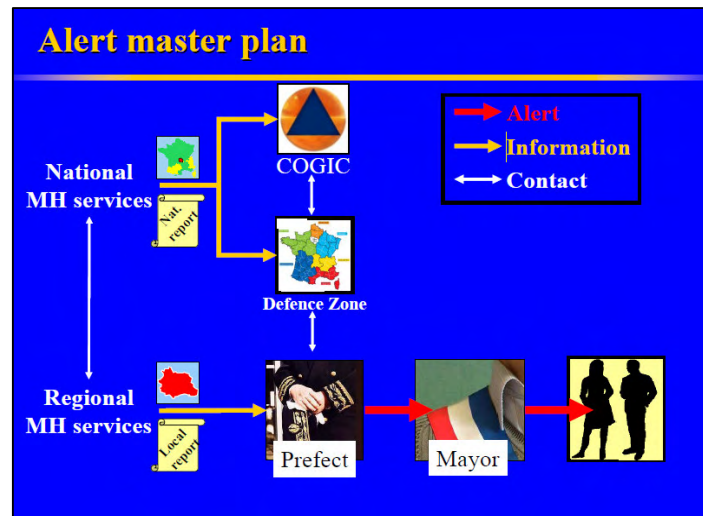 Alert master plan
Alert
Information
Contact
COGIC
National
MH services
Nat.
report
Defence Zone
Regional
MH services
Local
report
Prefect
Mayor